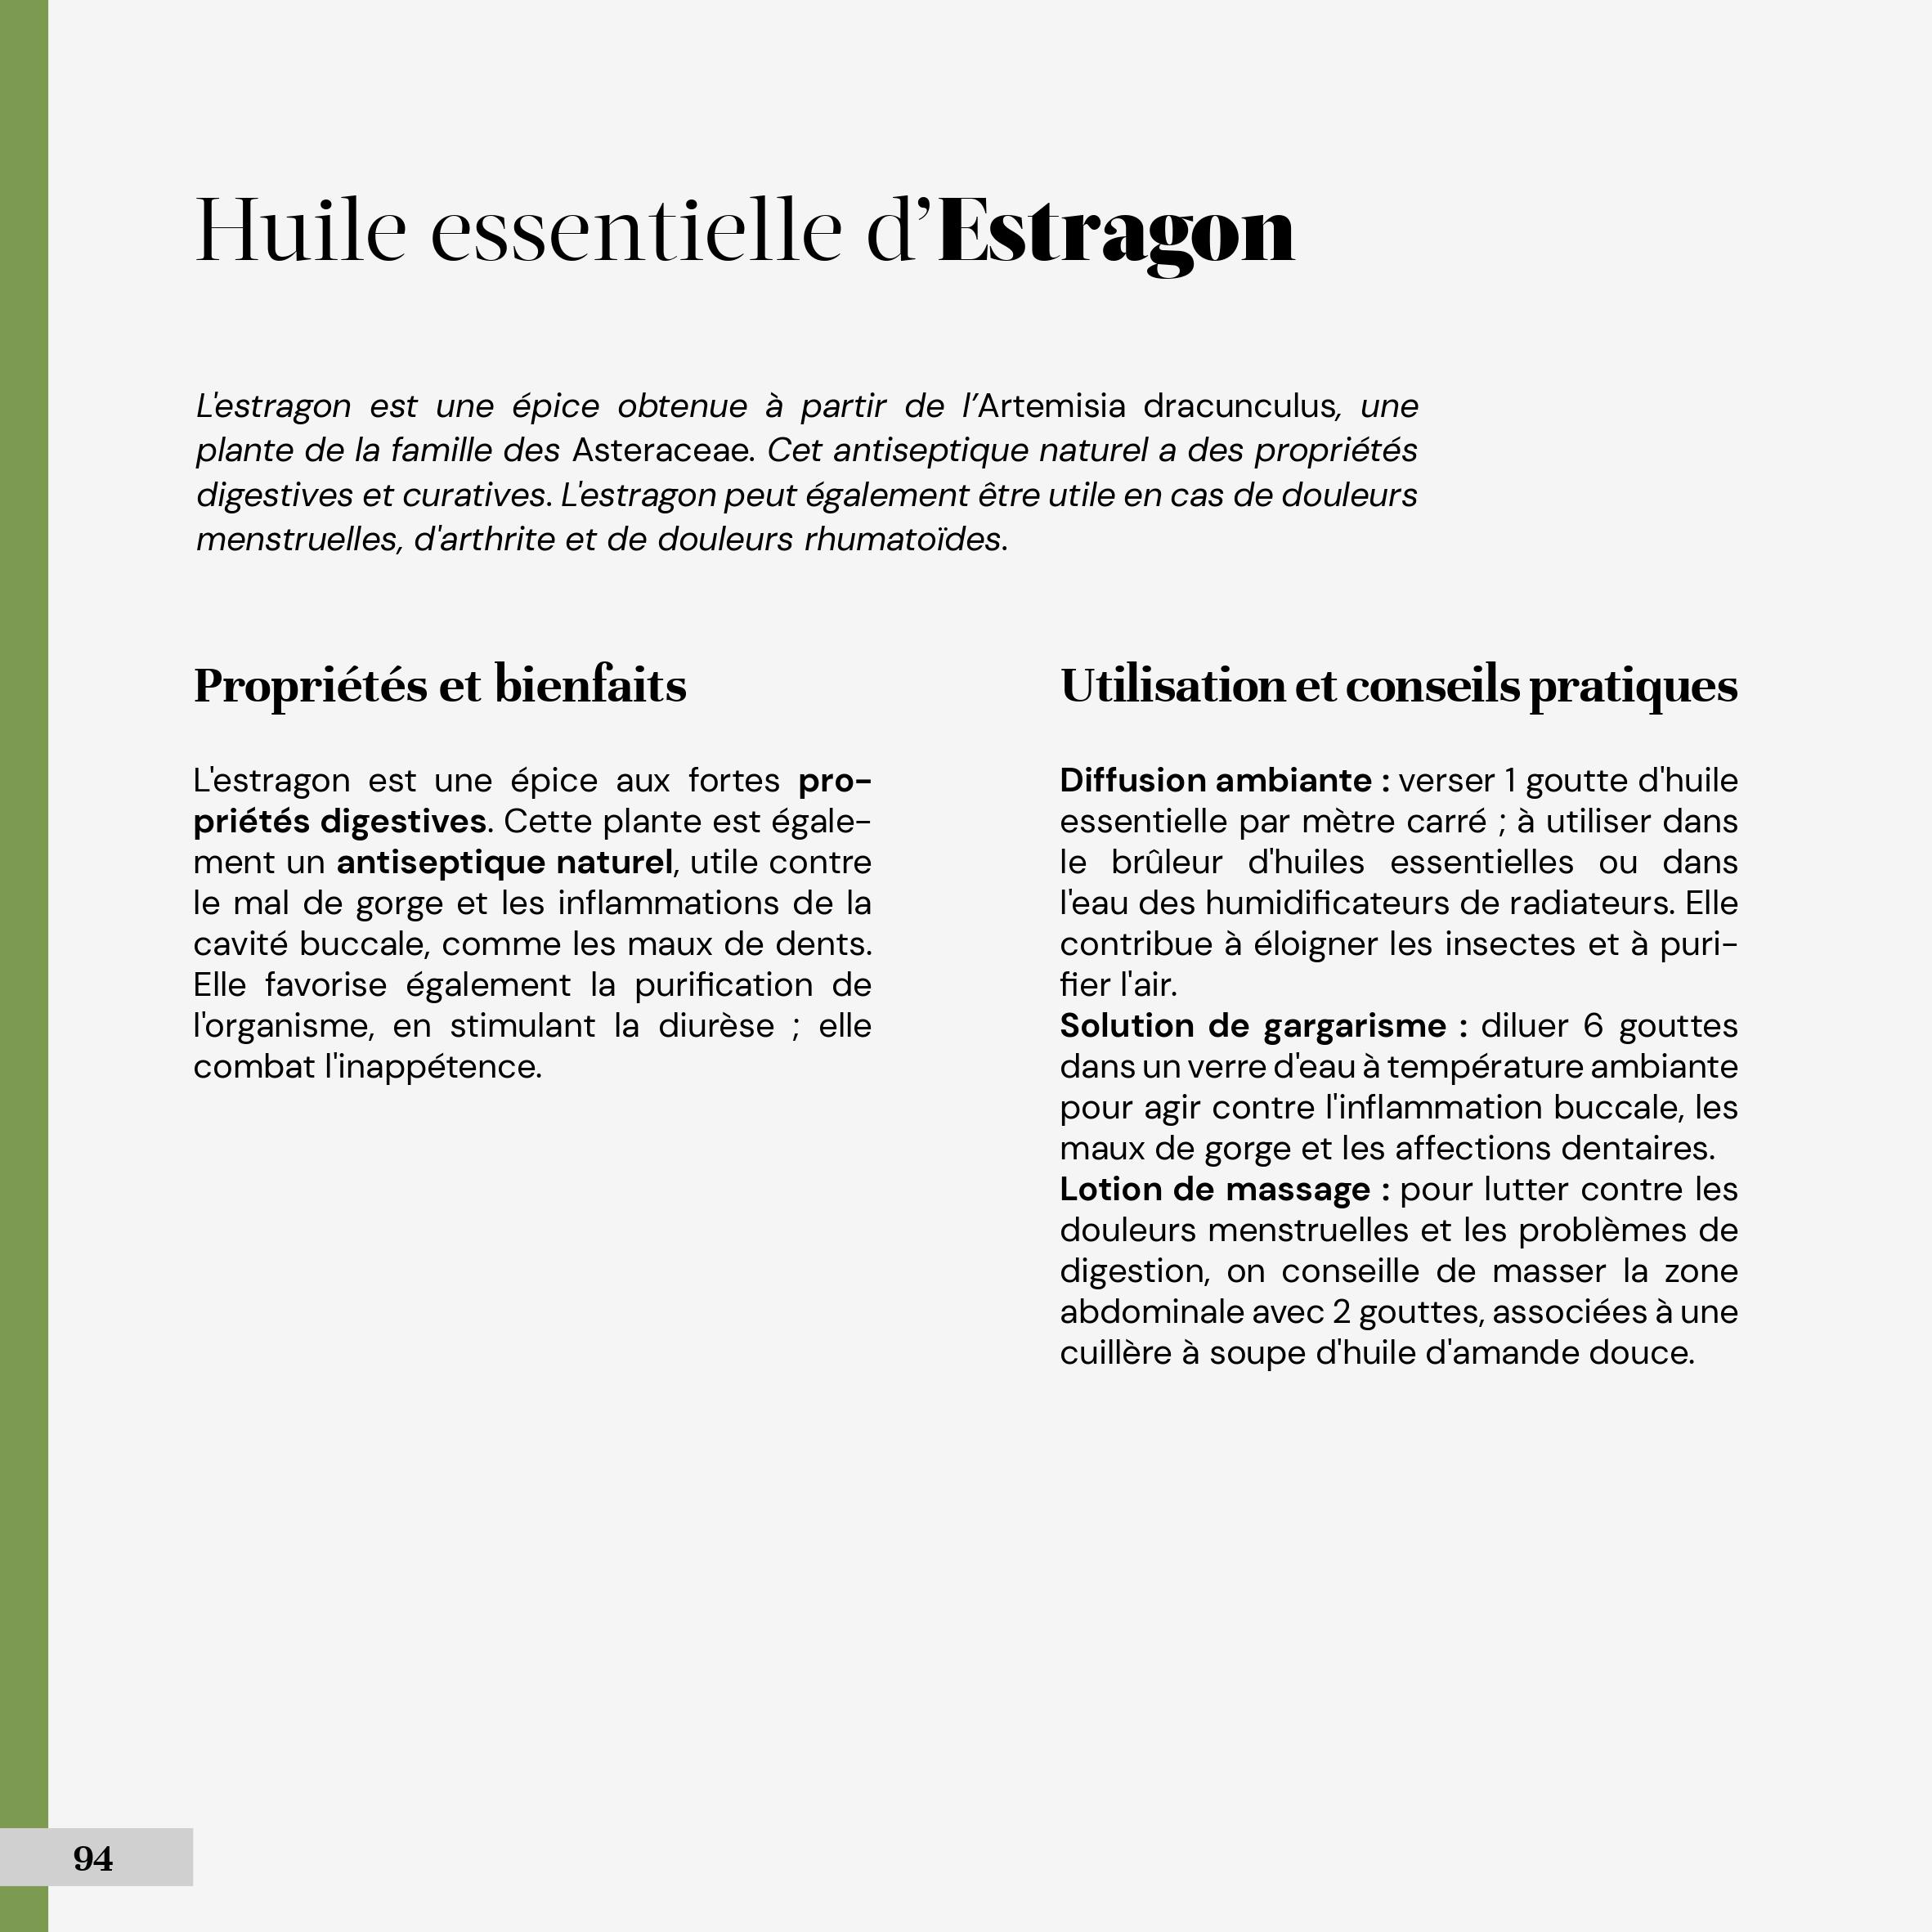 Huile essentielle d’Estragon
L'estragon est une épice obtenue à partir de l’Artemisia dracunculus, une
plante de la famille des Asteraceae. Cet antiseptique naturel a des propriétés
digestives et curatives. L'estragon peut également être utile en cas de douleurs
menstruelles, d'arthrite et de douleurs rhumatoïdes.
Propriétés et bienfaits
L'estragon est une épice aux fortes pro-
priétés digestives. Cette plante est égale-
ment un antiseptique naturel, utile contre
le mal de gorge et les inflammations de la
cavité buccale, comme les maux de dents.
Elle favorise également la purification de
l'organisme, en stimulant la diurèse ; elle
combat l'inappétence.
Utilisation et conseils pratiques
Diffusion ambiante : verser 1 goutte d'huile
essentielle par mètre carré ; à utiliser dans
le brûleur d'huiles essentielles ou dans
l'eau des humidificateurs de radiateurs. Elle
contribue à éloigner les insectes et à puri-
fier l'air.
Solution de gargarisme : diluer 6 gouttes
dans un verre d'eau à température ambiante
pour agir contre l'inflammation buccale, les
maux de gorge et les affections dentaires.
Lotion de massage : pour lutter contre les
douleurs menstruelles et les problèmes de
digestion, on conseille de masser la zone
abdominale avec 2 gouttes, associées à une
cuillère à soupe d'huile d'amande douce.
94